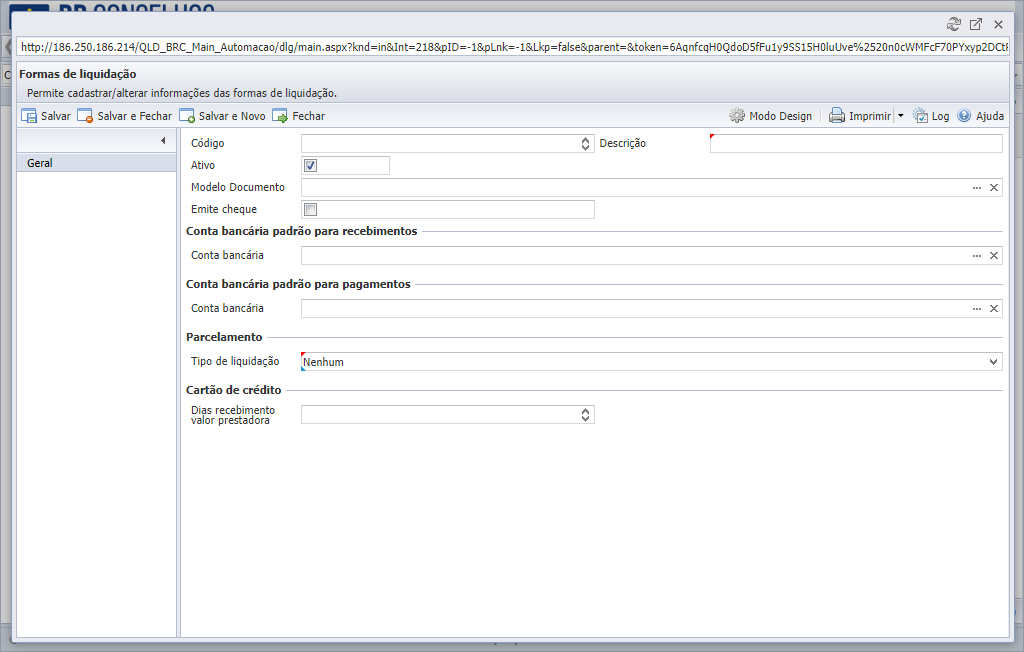 http://186.250.186.214/QLD_BRC_Main_Automacao/dlg/main.aspx?knd=in&Int=218&pID=-1&pLnk=-1&Lkp=false&parent=&token=6AqnfcqH0QdoD5fFu1y9SS15H0luUve%2520n0cWMFcF70PYxyp2DCtF
Formas de liquidação
Permite cadastrar/alterar informações das formas de liquidação.
Salvar Salvar e Fechar Salvar e Novo Fechar Modo Design Imprimir Log Ajuda
Geral
Código Descrição
Ativo
Modelo Documento
Emite cheque
Conta bancária padrão para recebimentos
Conta bancária
Conta bancária padrão para pagamentos
Conta bancária
Parcelamento
Tipo de liquidação Nenhum
Cartão de crédito
Dias recebimento
valor prestadora